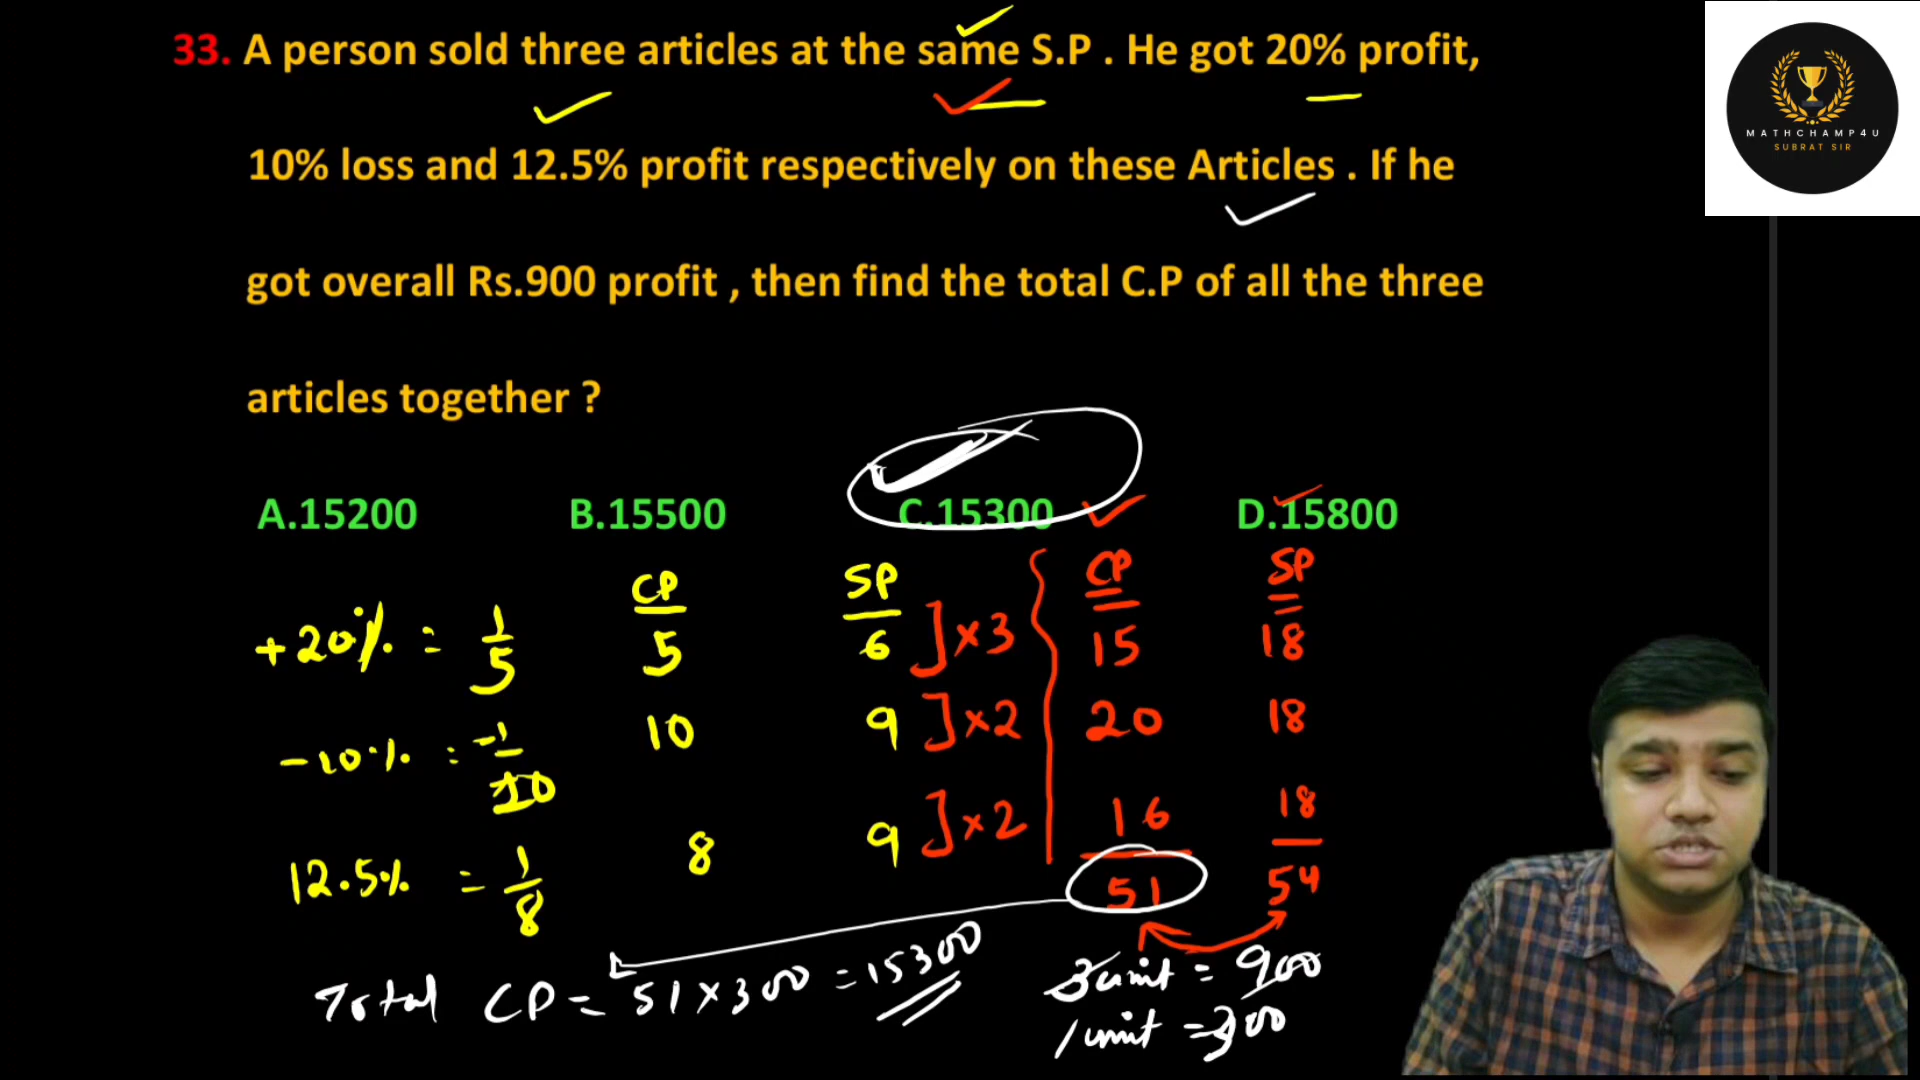 33. A person sold three articles at the same S.P . He got 20% profit,
10% loss and 12.5% profit respectively on these Articles . If he
got overall Rs.900 profit , then find the total C.P of all the three
articles together ?
A.15200 B.15500 C.15300 D.15800
MATHCHAMP4U
SUBRAT SIR
CP SP CP SP
+20% = 1/5 5 6 ]×3 15 18
-10% = -1/10 10 9 ]×2 20 18
12.5% = 1/8 8 9 ]×2 16 18
51 54
Total CP = 51×300 = 15300
3unit = 900
1unit = 300